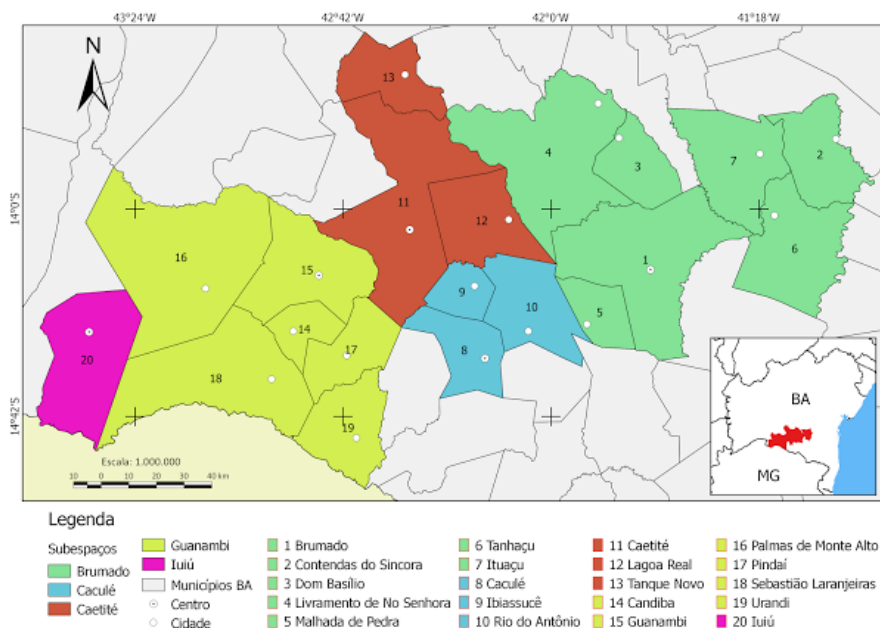 43°24'W 42°42'W 42°0'W 41°18'W
N
13
4
3
7
2
14°0'S
11
12
16
1
6
15
9
10
5
14
20
17
8
18
BA
14°42'S
19
Escala: 1.000.000
10 0 10 20 30 40 km
MG
Legenda
Subespaços
Brumado
Caculé
Caetité
Guanambi
Iuiú
Municípios BA
Centro
Cidade
1 Brumado
2 Contendas do Sincora
3 Dom Basílio
4 Livramento de No Senhora
5 Malhada de Pedra
6 Tanhaçu
7 Ituaçu
8 Caculé
9 Ibiassucê
10 Rio do Antônio
11 Caetité
12 Lagoa Real
13 Tanque Novo
14 Candiba
15 Guanambi
16 Palmas de Monte Alto
17 Pindaí
18 Sebastião Laranjeiras
19 Urandi
20 Iuiú